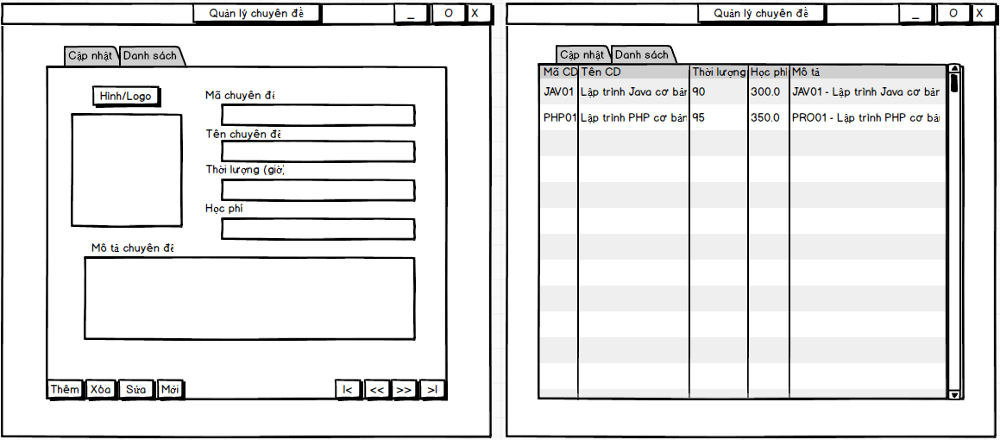 Quản lý chuyên đề
_ O X
Cập nhật Danh sách
Hình/Logo
Mã chuyên đề
Tên chuyên đề
Thời lượng (giờ)
Học phí
Mô tả chuyên đề
Thêm Xóa Sửa Mới |< << >> >|
Quản lý chuyên đề
_ O X
Cập nhật Danh sách
Mã CD Tên CD Thời lượng Học phí Mô tả
JAV01 Lập trình Java cơ bản 90 300.0 JAV01 - Lập trình Java cơ bản
PHP01 Lập trình PHP cơ bản 95 350.0 PRO01 - Lập trình PHP cơ bản